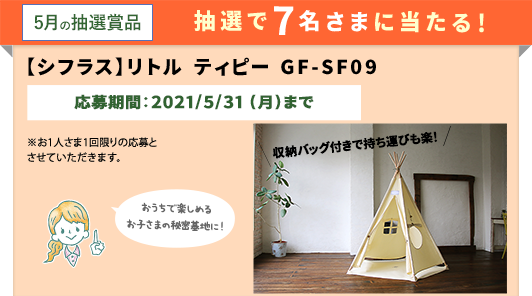 5月の抽選賞品
抽選で7名さまに当たる!
【シフラス】リトル ティピー GF-SF09
応募期間:2021/5/31 (月)まで
※お1人さま1回限りの応募と
させていただきます。
収納バッグ付きで持ち運びも楽!
おうちで楽しめる
お子さまの秘密基地に!